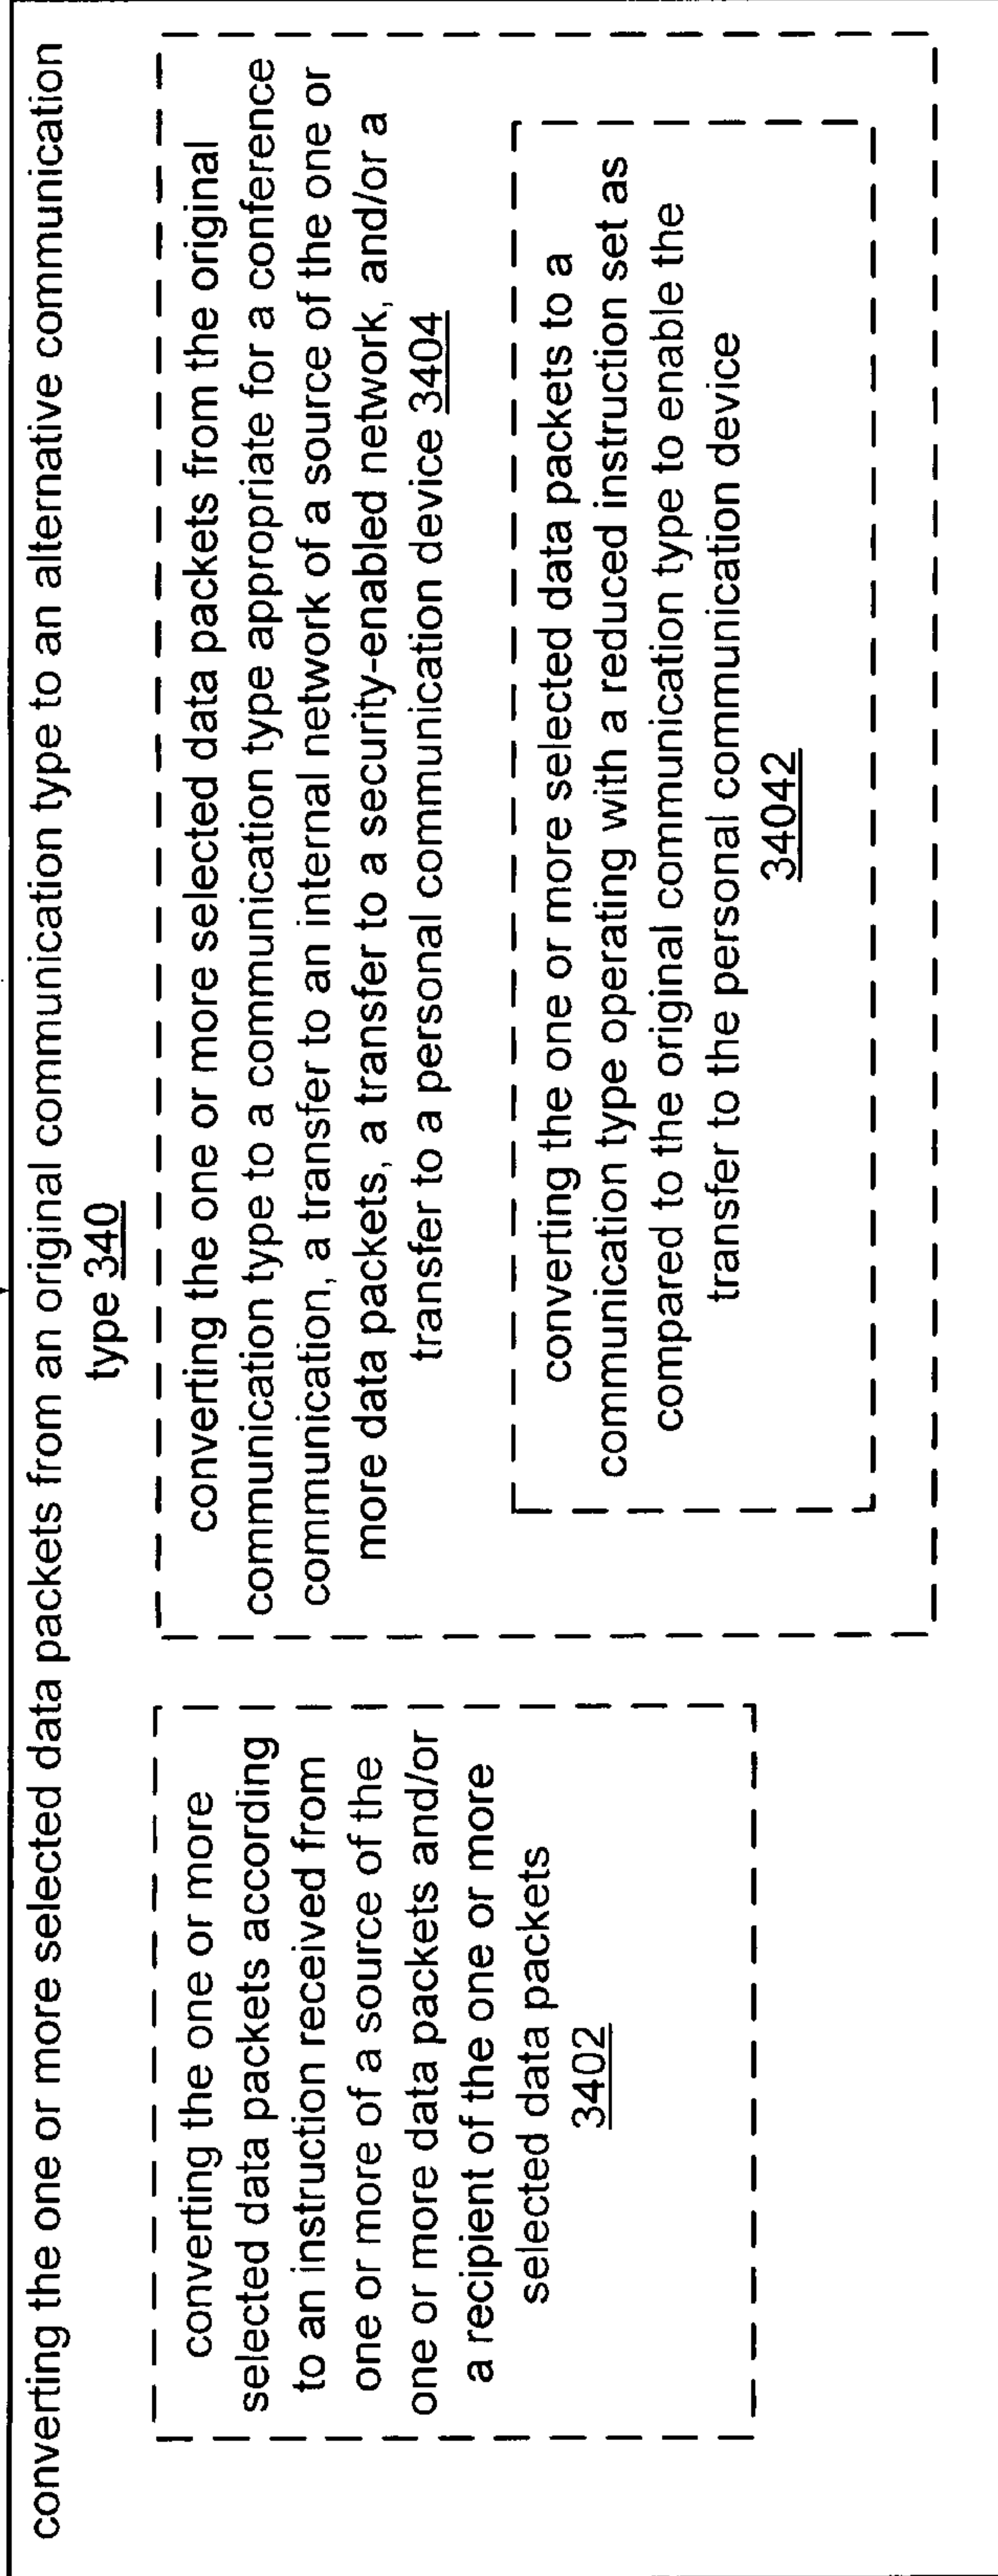 converting the one or more selected data packets from an original communication type to an alternative communication
type 340
converting the one or more
selected data packets according
to an instruction received from
one or more of a source of the
one or more data packets and/or
a recipient of the one or more
selected data packets
3402
converting the one or more selected data packets from the original
communication type to a communication type appropriate for a conference
communication, a transfer to an internal network of a source of the one or
more data packets, a transfer to a security-enabled network, and/or a
transfer to a personal communication device 3404
converting the one or more selected data packets to a
communication type operating with a reduced instruction set as
compared to the original communication type to enable the
transfer to the personal communication device
34042